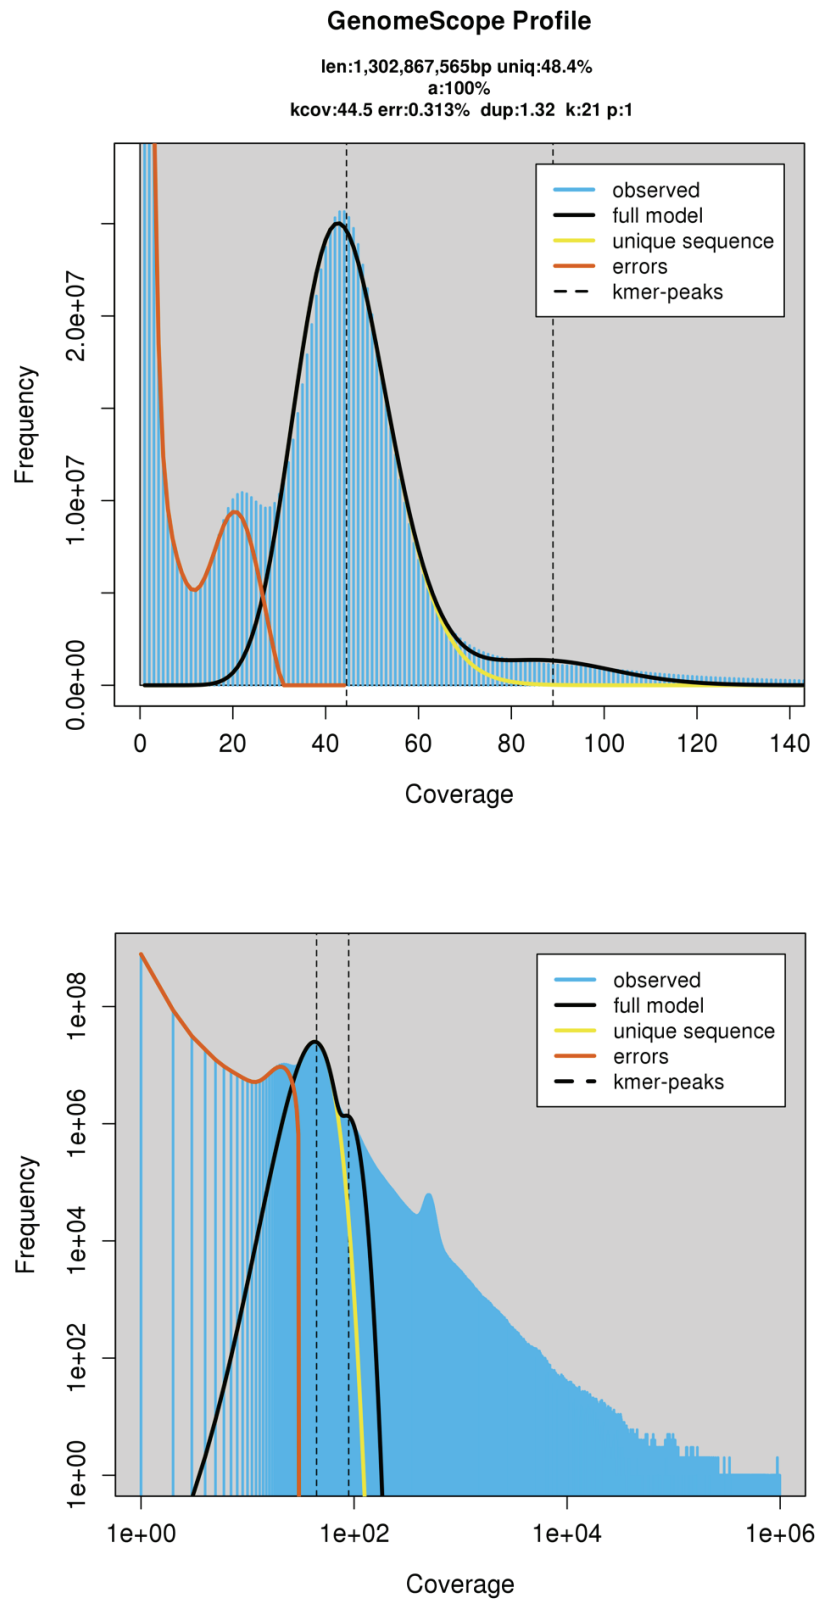 GenomeScope Profile
len:1,302,867,565bp uniq:48.4%
a:100%
kcov:44.5 err:0.313% dup:1.32 k:21 p:1
observed
full model
unique sequence
errors
kmer-peaks
Frequency
0.0e+00 1.0e+07 2.0e+07
0 20 40 60 80 100 120 140
Coverage
observed
full model
unique sequence
errors
kmer-peaks
Frequency
1e+00 1e+02 1e+04 1e+06 1e+08
1e+00 1e+02 1e+04 1e+06
Coverage